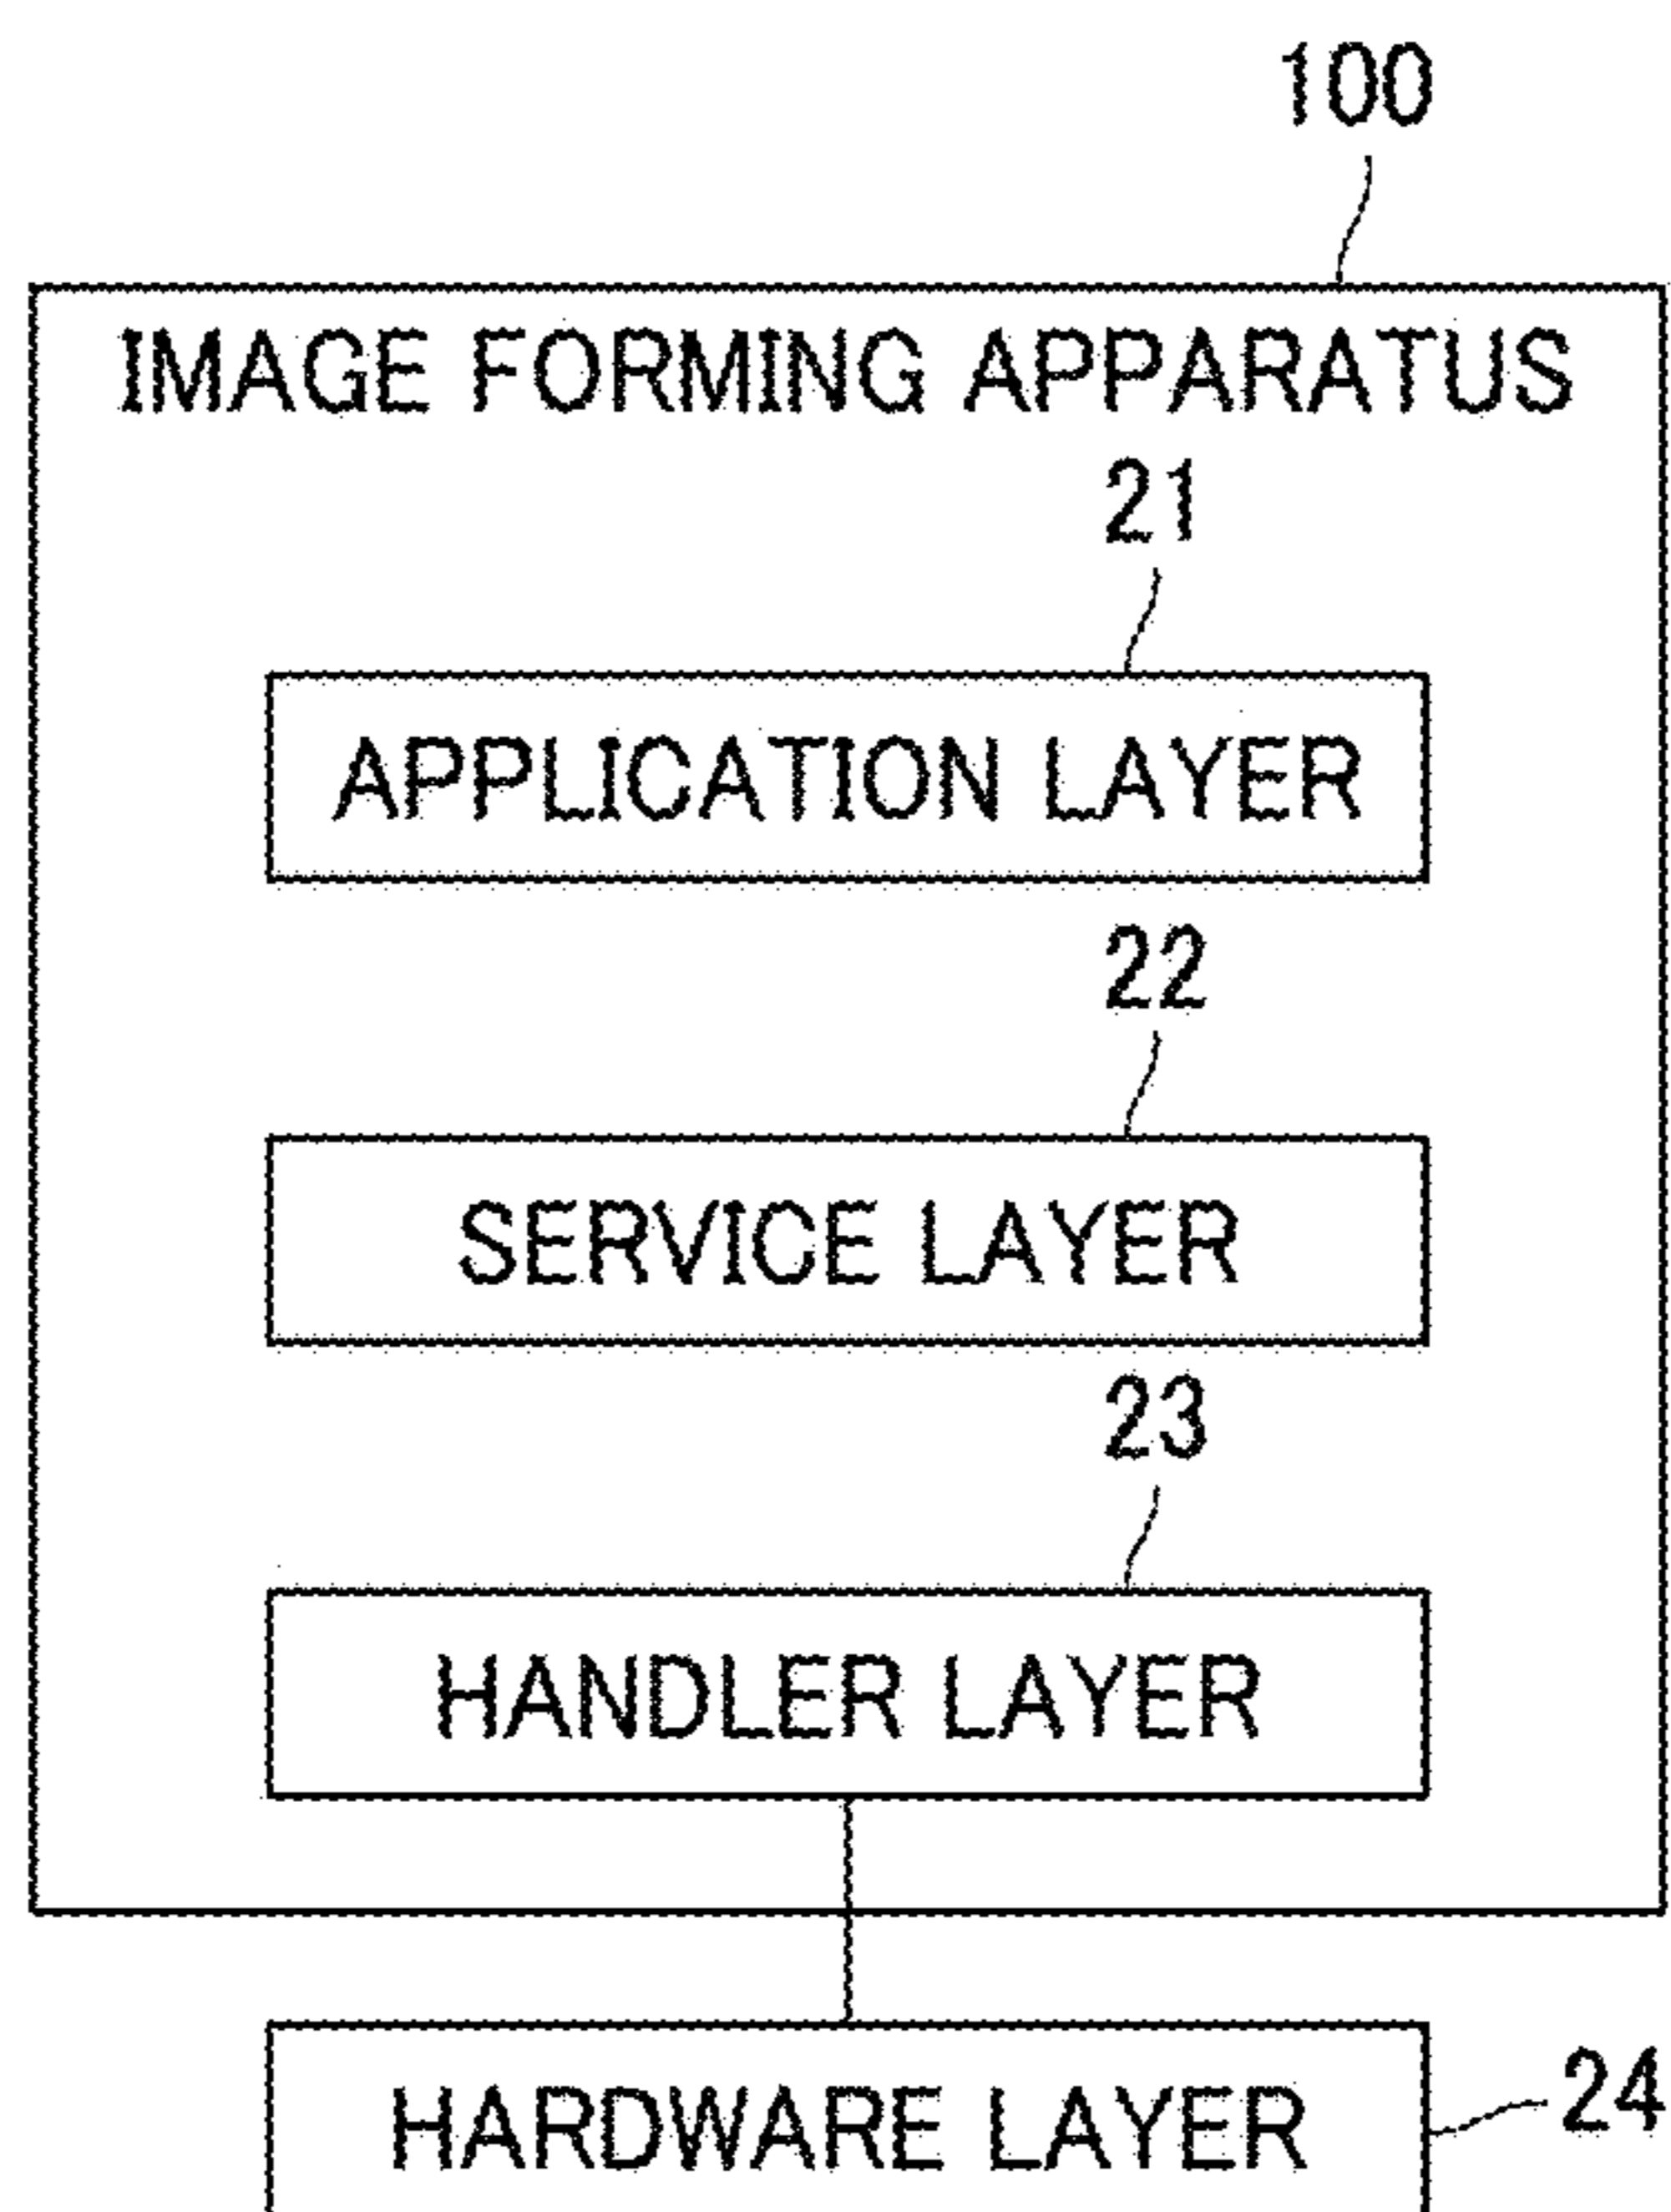 100
IMAGE FORMING APPARATUS
21
APPLICATION LAYER
22
SERVICE LAYER
23
HANDLER LAYER
HARDWARE LAYER
24